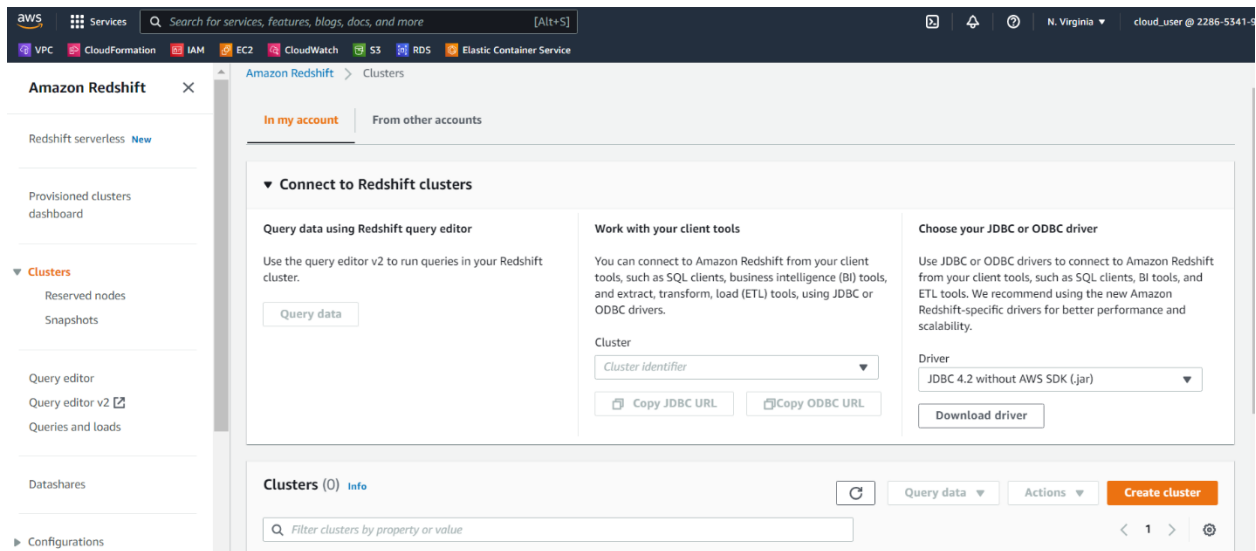 aws
Services
Search for services, features, blogs, docs, and more
[Alt+S]
N. Virginia
cloud_user @ 2286-5341-9
VPC
CloudFormation
IAM
EC2
CloudWatch
S3
RDS
Elastic Container Service
Amazon Redshift
Redshift serverless New
Provisioned clusters
dashboard
Clusters
Reserved nodes
Snapshots
Query editor
Query editor v2
Queries and loads
Datashares
Configurations
Amazon Redshift > Clusters
In my account
From other accounts
Connect to Redshift clusters
Query data using Redshift query editor
Use the query editor v2 to run queries in your Redshift
cluster.
Query data
Work with your client tools
You can connect to Amazon Redshift from your client
tools, such as SQL clients, business intelligence (BI) tools,
and extract, transform, load (ETL) tools, using JDBC or
ODBC drivers.
Cluster
Cluster identifier
Copy JDBC URL
Copy ODBC URL
Choose your JDBC or ODBC driver
Use JDBC or ODBC drivers to connect to Amazon Redshift
from your client tools, such as SQL clients, BI tools, and
ETL tools. We recommend using the new Amazon
Redshift-specific drivers for better performance and
scalability.
Driver
JDBC 4.2 without AWS SDK (.jar)
Download driver
Clusters (0) Info
Query data
Actions
Create cluster
Filter clusters by property or value
< 1 >